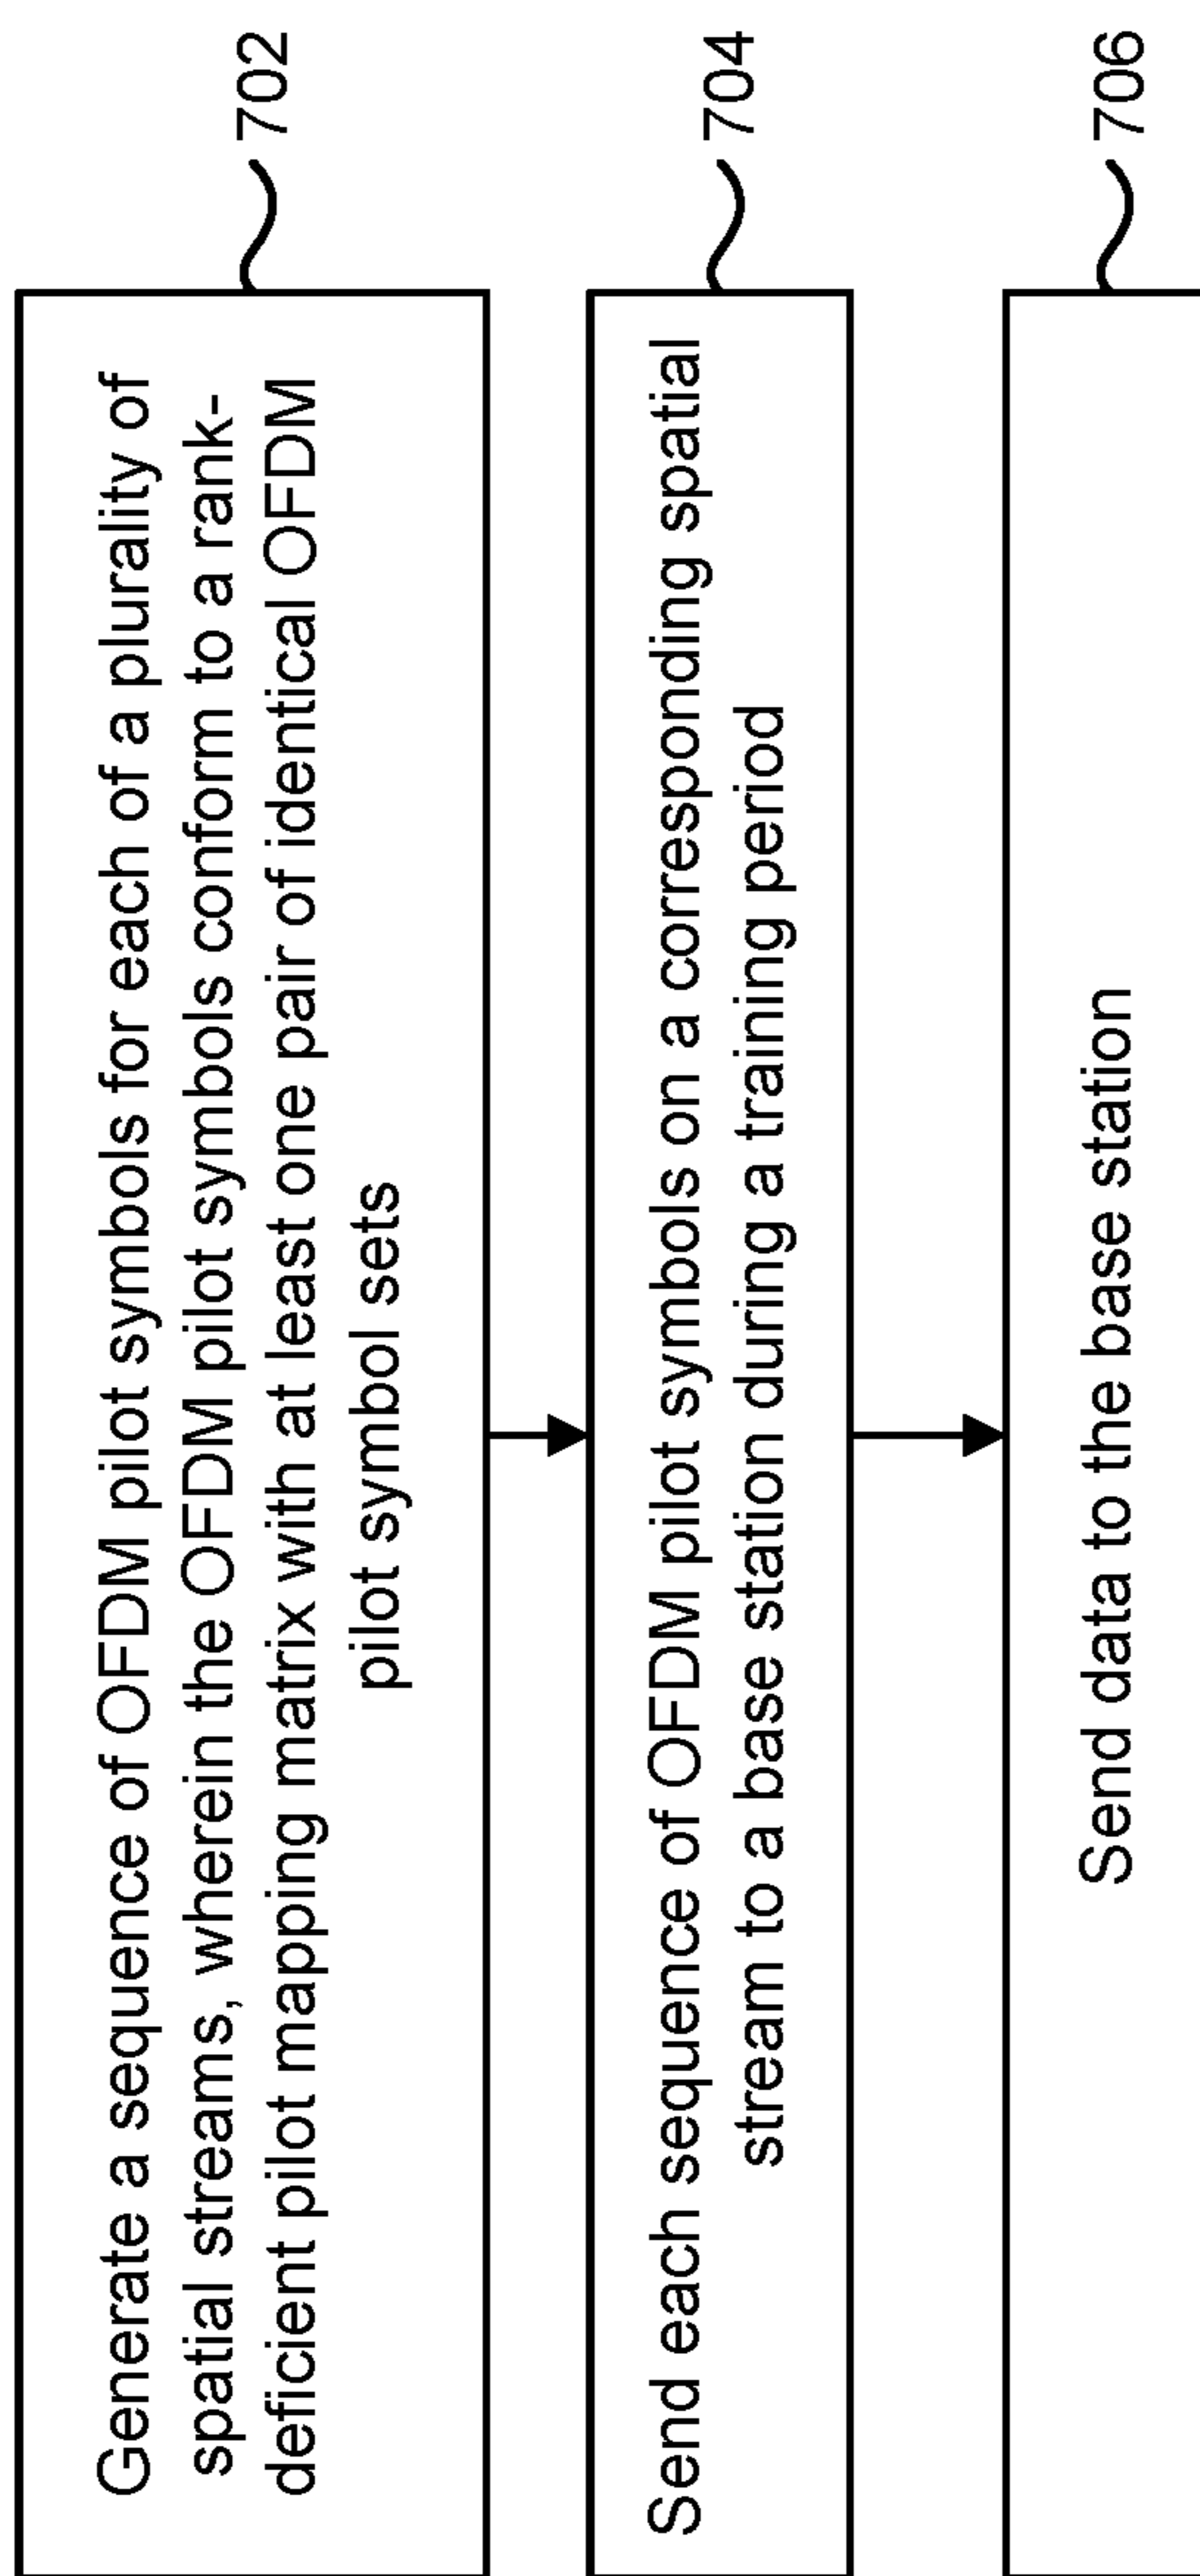 Generate a sequence of OFDM pilot symbols for each of a plurality of
spatial streams, wherein the OFDM pilot symbols conform to a rank-
deficient pilot mapping matrix with at least one pair of identical OFDM
pilot symbol sets
702
Send each sequence of OFDM pilot symbols on a corresponding spatial
stream to a base station during a training period
704
Send data to the base station
706